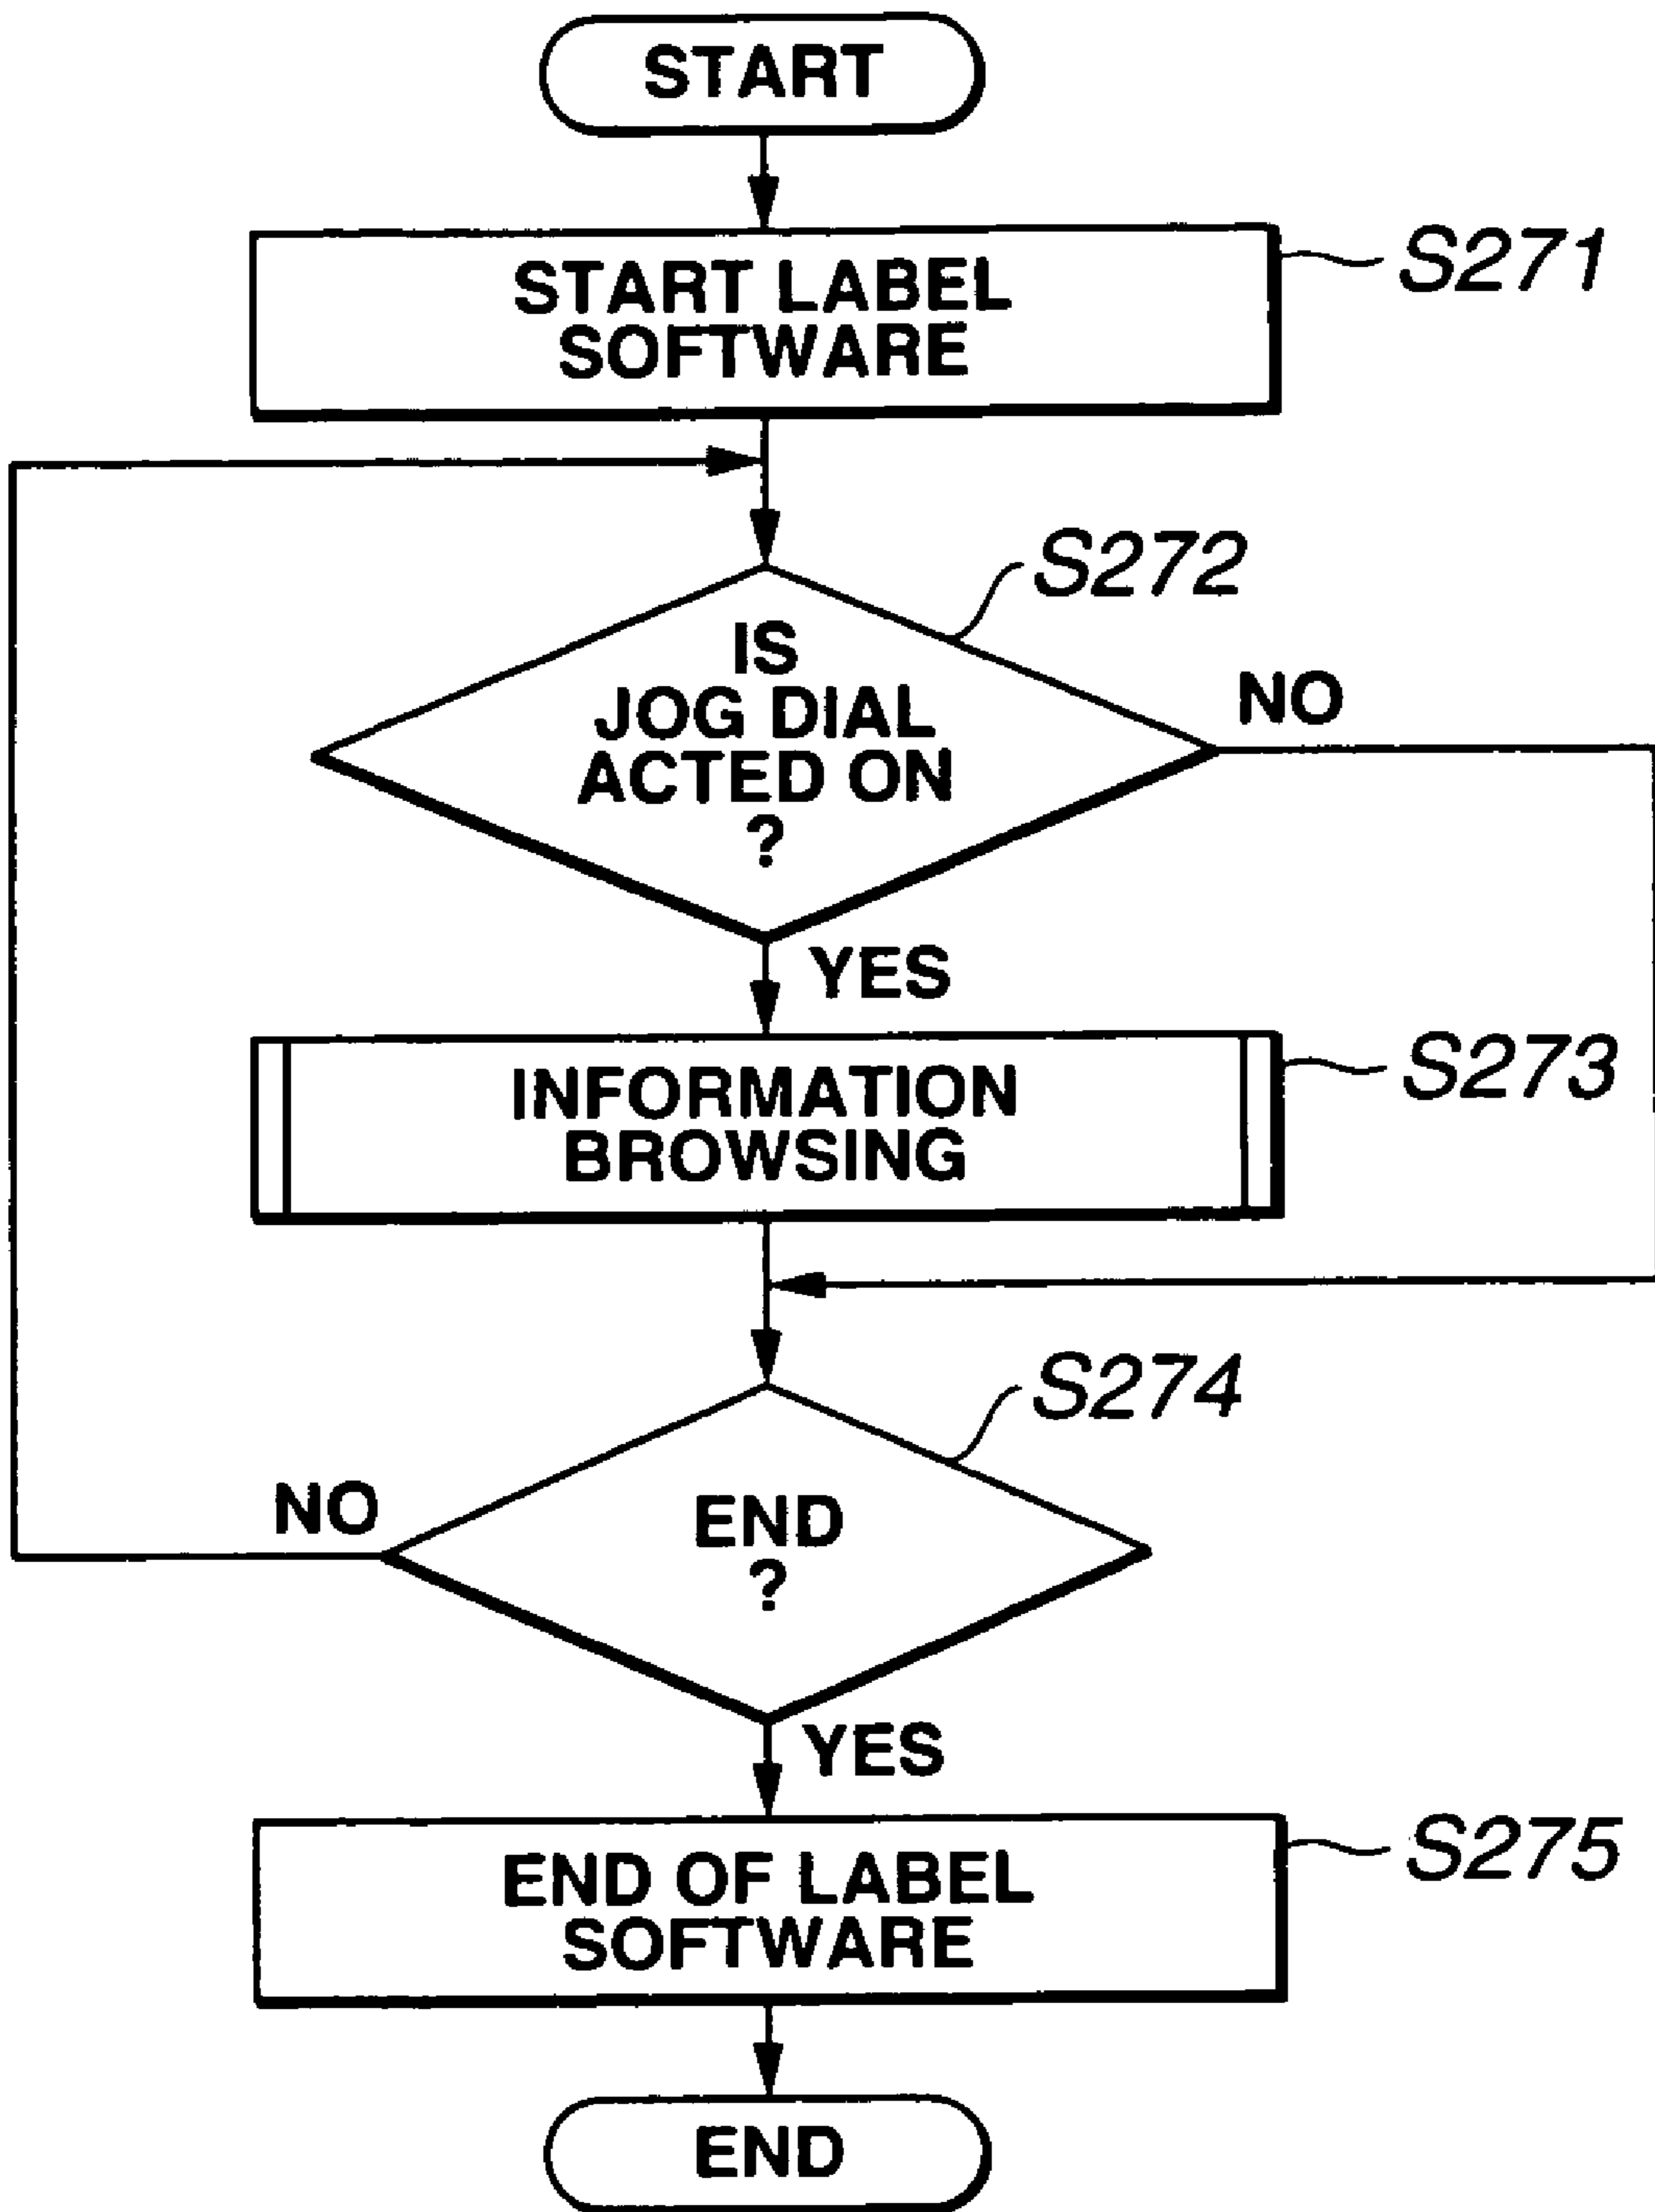 START
START LABEL
SOFTWARE
S271
S272
IS
JOG DIAL
ACTED ON
?
NO
YES
INFORMATION
BROWSING
S273
S274
END
?
NO
YES
END OF LABEL
SOFTWARE
S275
END